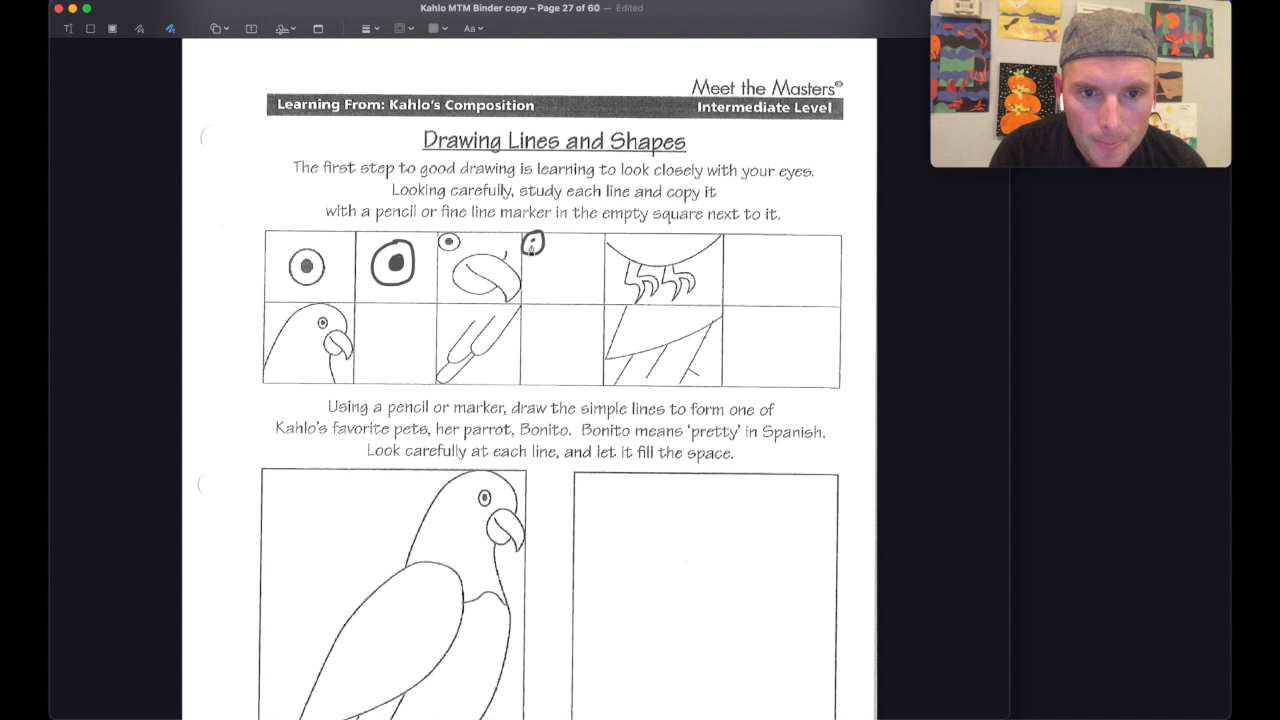 Kahlo MTM Binder copy – Page 27 of 60 — Edited
Aa
Meet the Masters®
Learning From: Kahlo's Composition Intermediate Level
Drawing Lines and Shapes
The first step to good drawing is learning to look closely with your eyes.
Looking carefully, study each line and copy it
with a pencil or fine line marker in the empty square next to it.
Using a pencil or marker, draw the simple lines to form one of
Kahlo's favorite pets, her parrot, Bonito. Bonito means 'pretty' in Spanish.
Look carefully at each line, and let it fill the space.